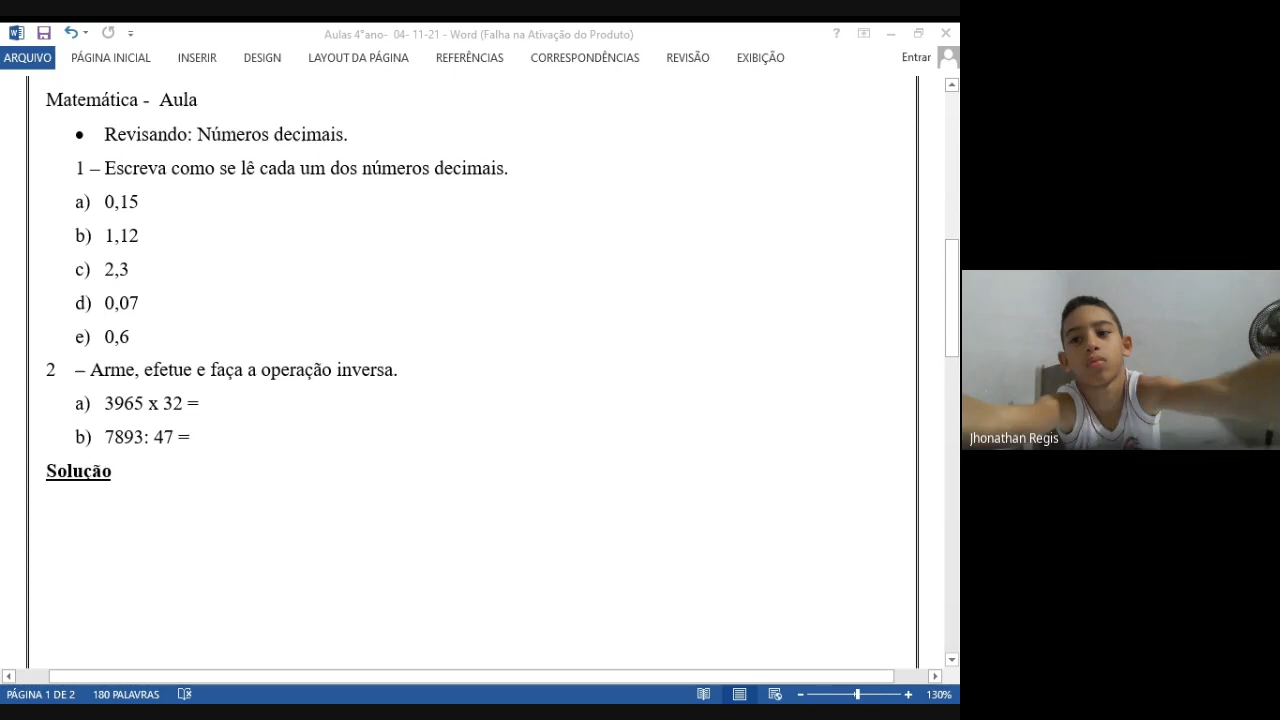 Aulas 4°ano-  04- 11-21 - Word (Falha na Ativação do Produto)
?
ARQUIVO PÁGINA INICIAL INSERIR DESIGN LAYOUT DA PÁGINA REFERÊNCIAS CORRESPONDÊNCIAS REVISÃO EXIBIÇÃO Entrar
Matemática -  Aula
• Revisando: Números decimais.
1 – Escreva como se lê cada um dos números decimais.
a) 0,15
b) 1,12
c) 2,3
d) 0,07
e) 0,6
2 – Arme, efetue e faça a operação inversa.
a) 3965 x 32 =
b) 7893: 47 =
Solução
Jhonathan Regis
PÁGINA 1 DE 2 180 PALAVRAS 130%